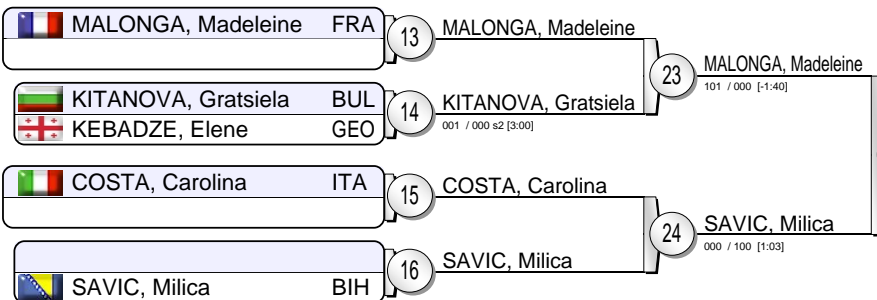 MALONGA, Madeleine FRA
13
MALONGA, Madeleine
23
MALONGA, Madeleine
101 / 000 [-1:40]
KITANOVA, Gratsiela BUL
KEBADZE, Elene GEO
14
KITANOVA, Gratsiela
001 / 000 s2 [3:00]
COSTA, Carolina ITA
15
COSTA, Carolina
24
SAVIC, Milica
000 / 100 [1:03]
SAVIC, Milica BIH
16
SAVIC, Milica